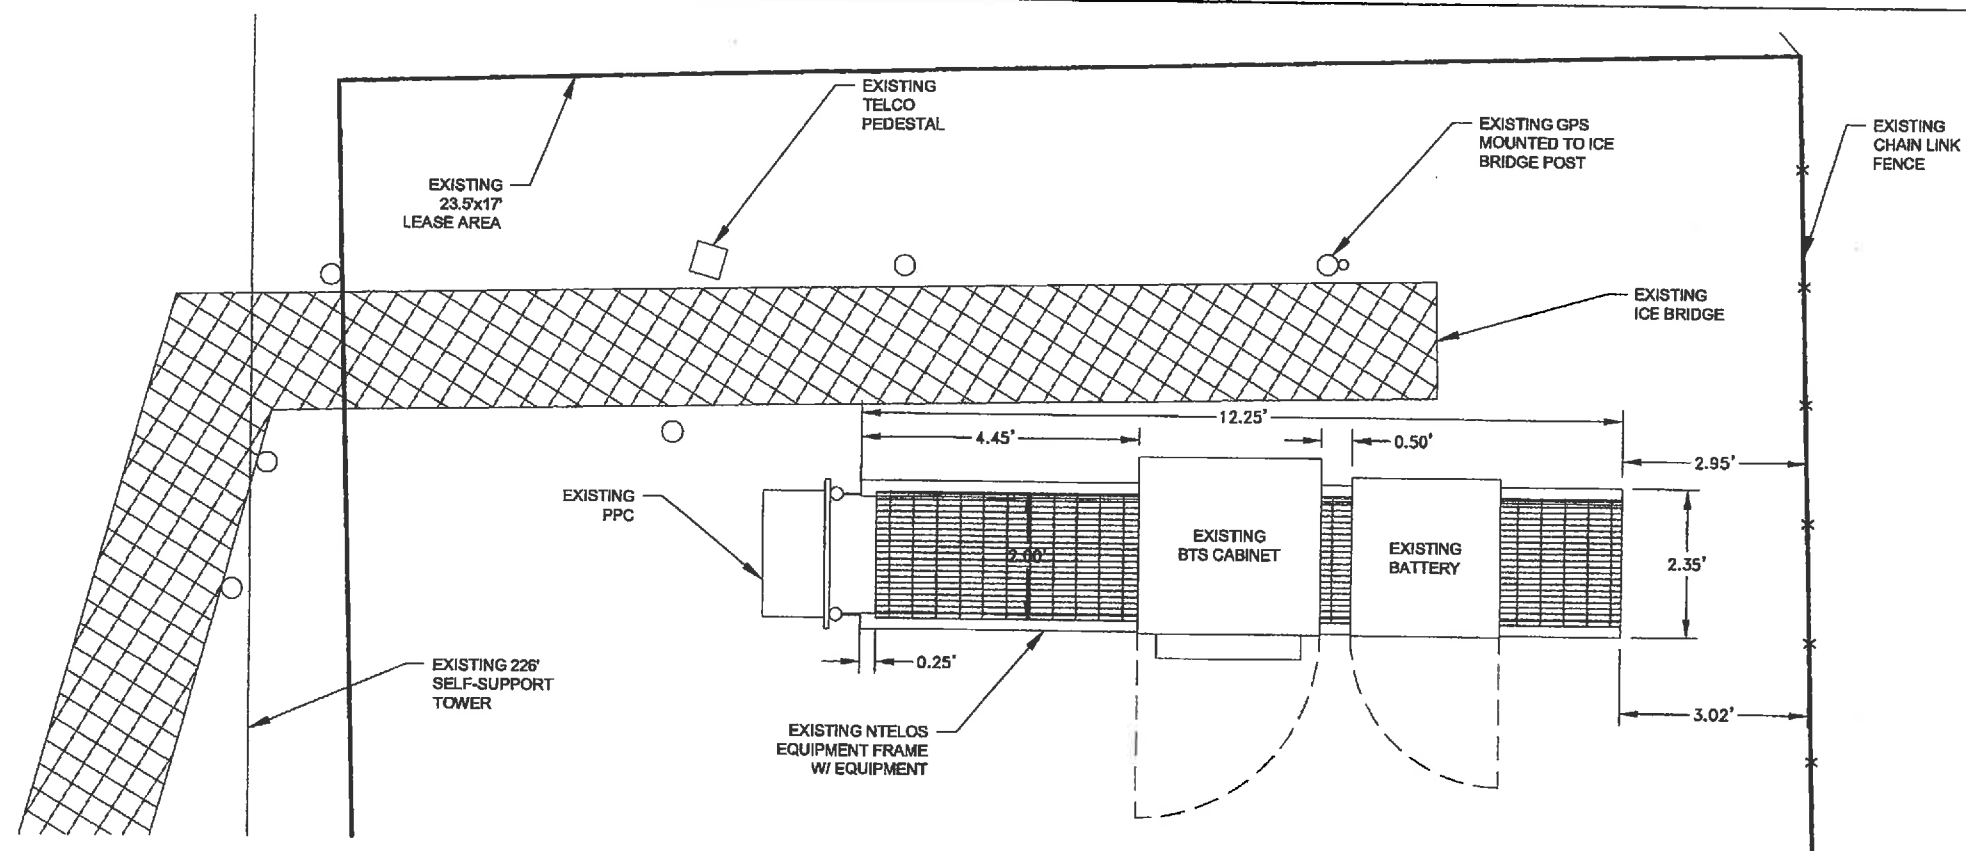 EXISTING
TELCO
PEDESTAL
EXISTING GPS
MOUNTED TO ICE
BRIDGE POST
EXISTING
CHAIN LINK
FENCE
EXISTING
23.5'x17'
LEASE AREA
EXISTING
ICE BRIDGE
12.25'
4.45'
0.50'
2.95'
EXISTING
PPC
2.00'
EXISTING
BTS CABINET
EXISTING
BATTERY
2.35'
0.25'
EXISTING 226'
SELF-SUPPORT
TOWER
3.02'
EXISTING NTELOS
EQUIPMENT FRAME
W/ EQUIPMENT